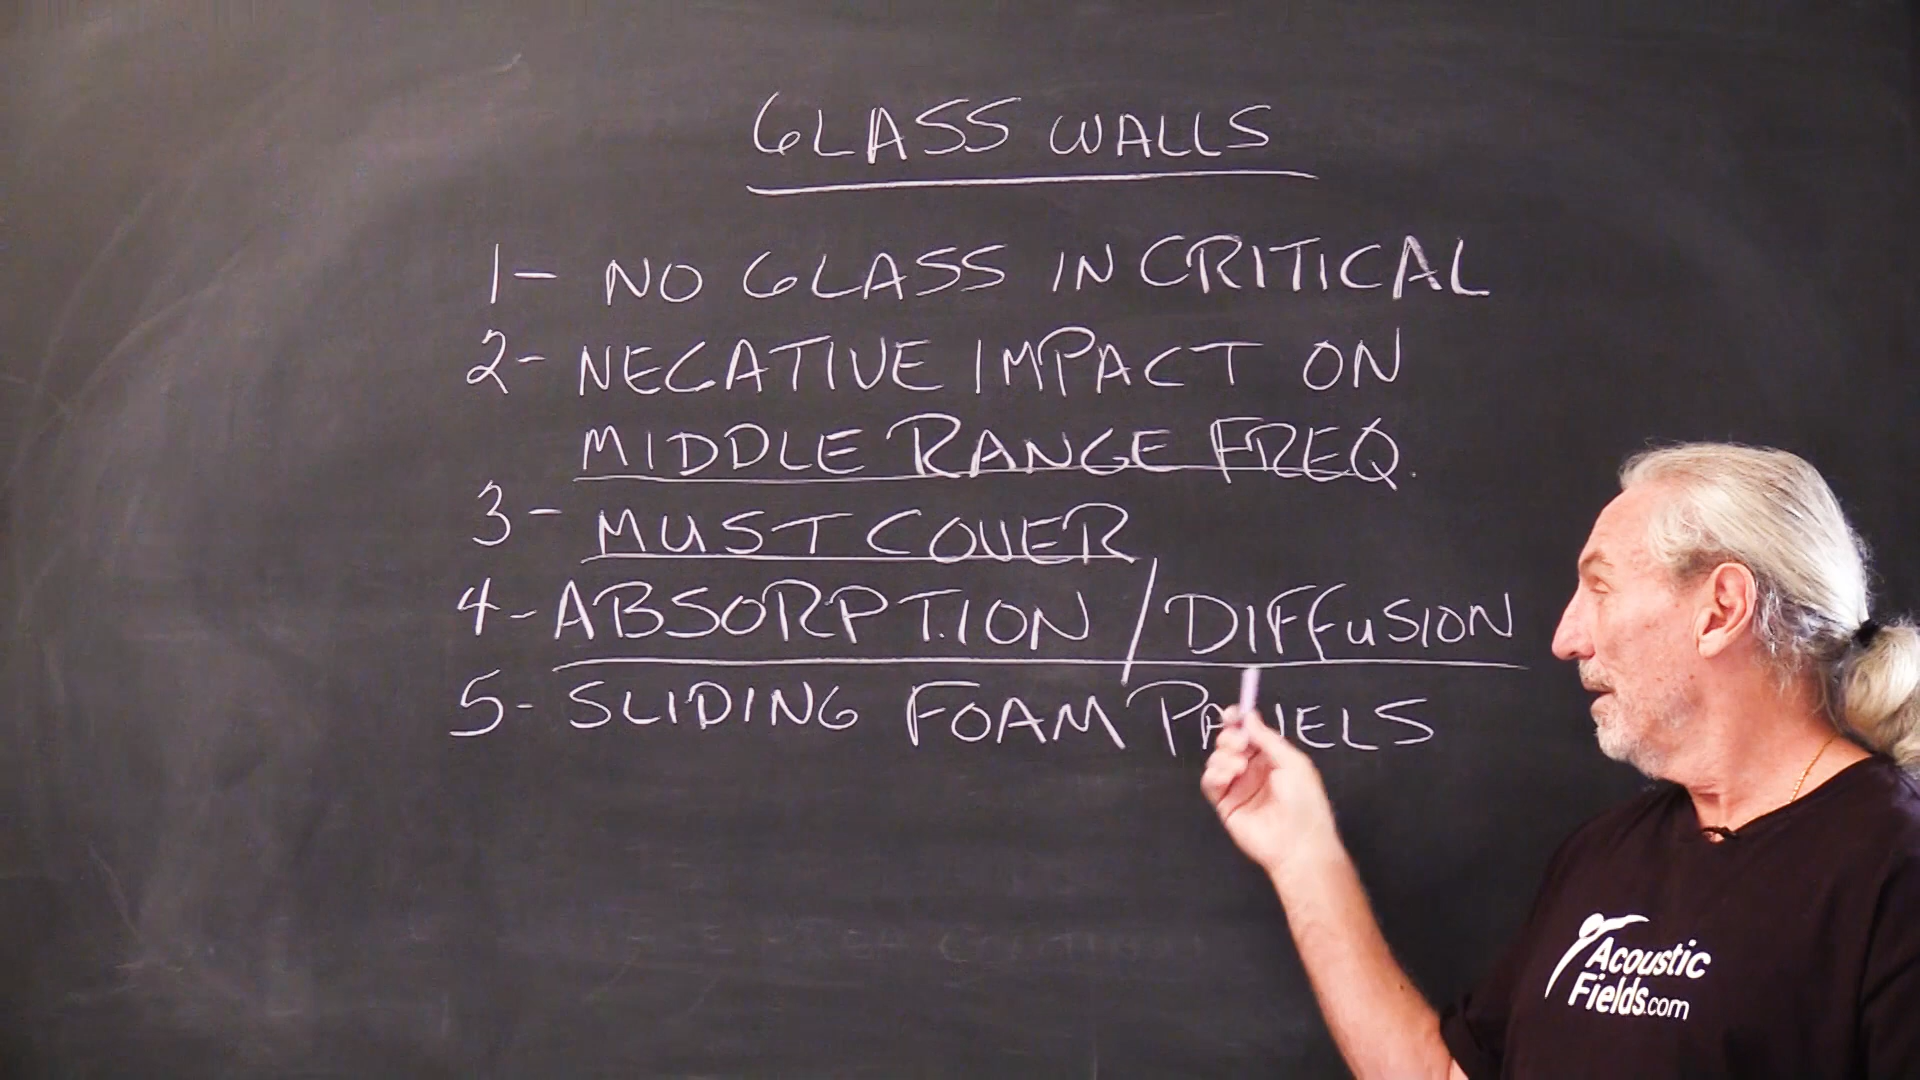 GLASS WALLS
1- NO GLASS IN CRITICAL
2- NEGATIVE IMPACT ON
MIDDLE RANGE FREQ.
3- MUST COVER
4- ABSORPTION / DIFFUSION
5- SLIDING FOAM PANELS
Acoustic
Fields.com